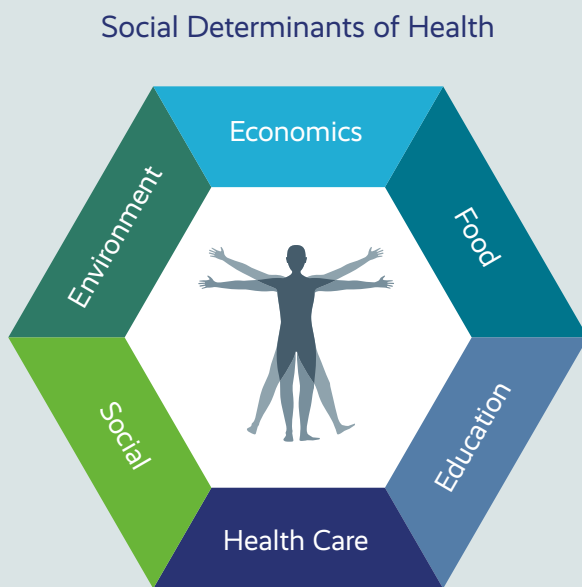 Social Determinants of Health
Economics
Food
Education
Health Care
Social
Environment